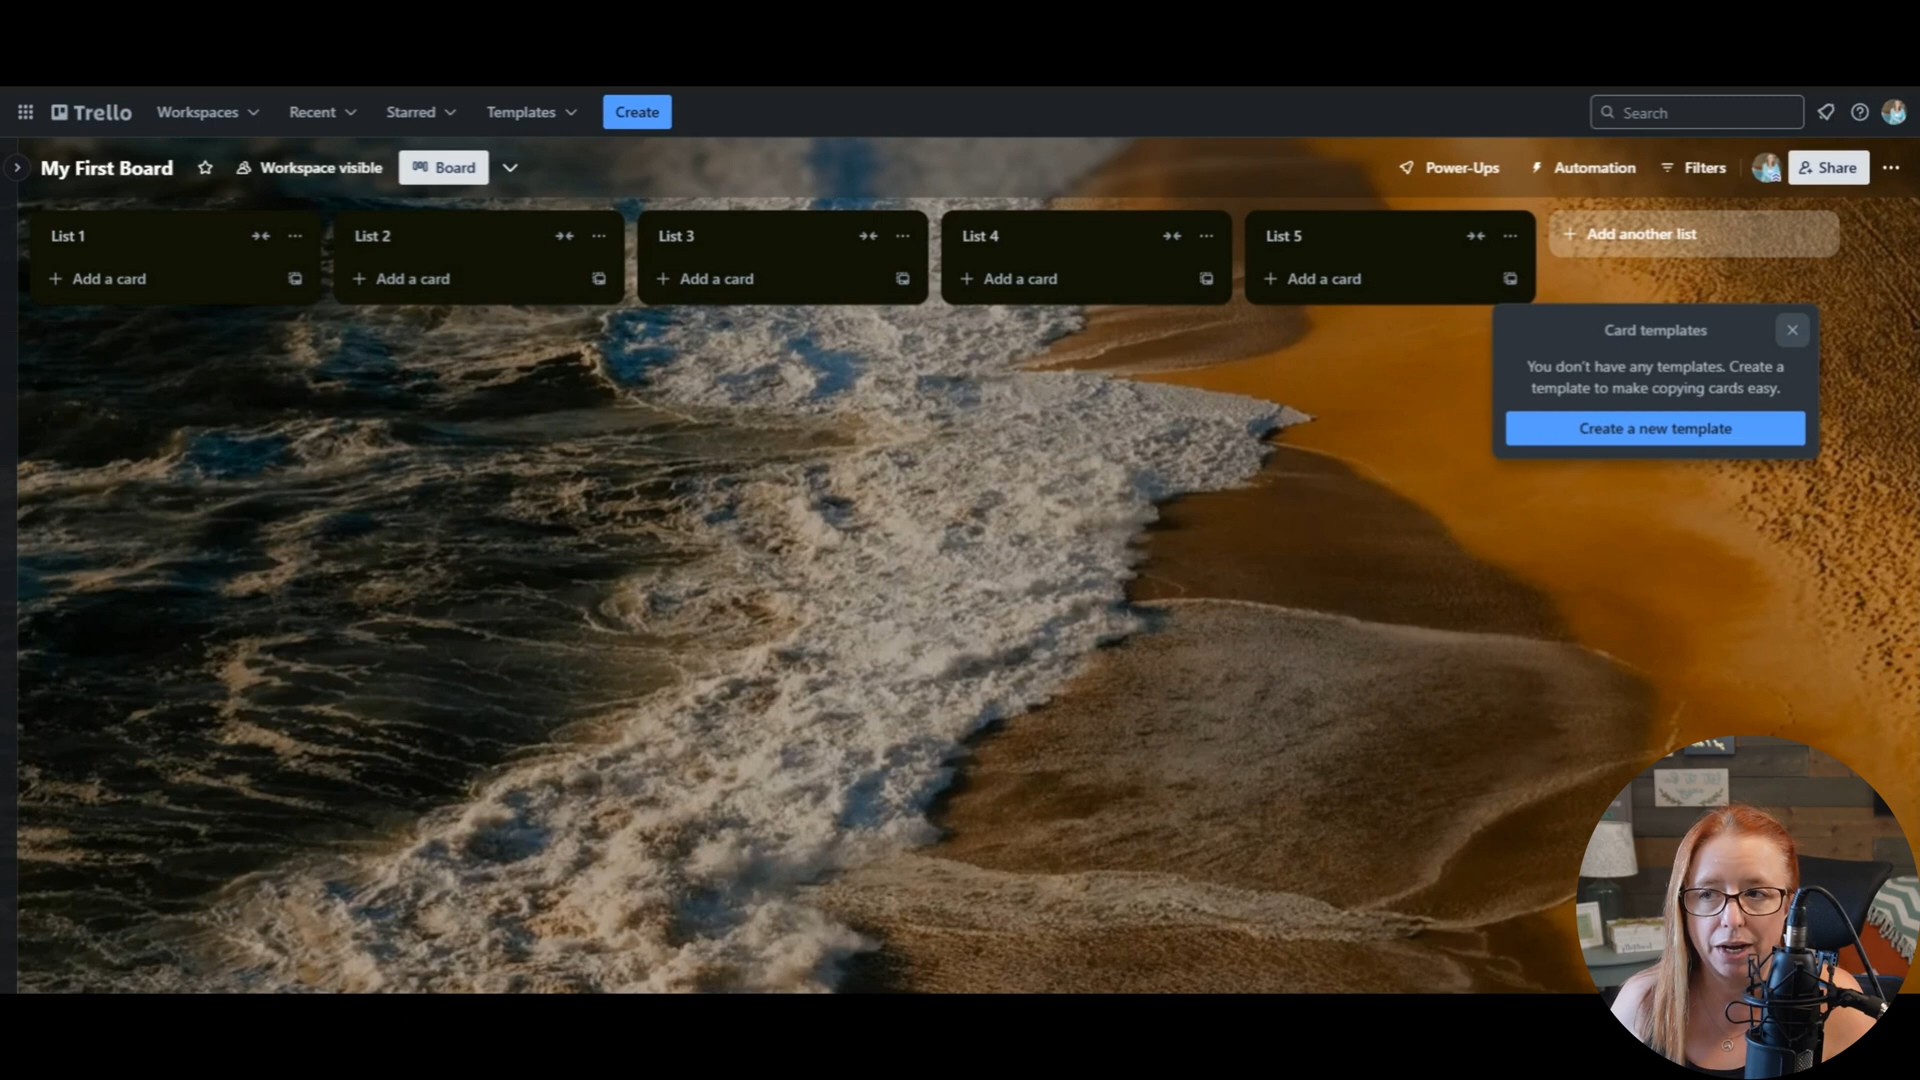 Trello Workspaces Recent Starred Templates Create Search
My First Board Workspace visible Board Power-Ups Automation Filters Share
List 1 List 2 List 3 List 4 List 5 Add another list
Add a card Add a card Add a card Add a card Add a card
Card templates
You don't have any templates. Create a
template to make copying cards easy.
Create a new template